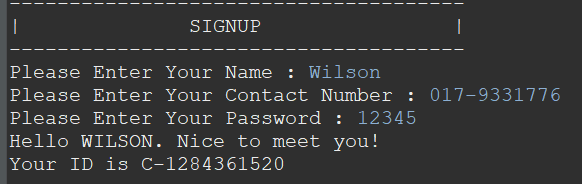 --------------------------------------
|              SIGNUP                |
--------------------------------------
Please Enter Your Name : Wilson
Please Enter Your Contact Number : 017-9331776
Please Enter Your Password : 12345
Hello WILSON. Nice to meet you!
Your ID is C-1284361520